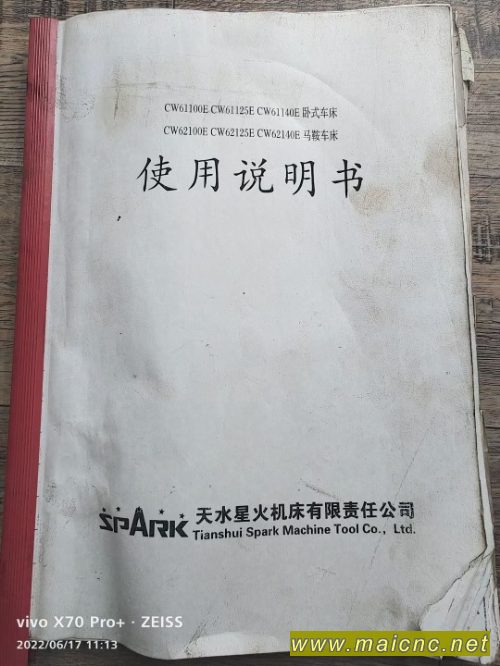 CW61100E CW61125E CW61140E 卧式车床
CW62100E CW62125E CW62140E 马鞍车床
使用说明书
SPARK 天水星火机床有限责任公司
Tianshui Spark Machine Tool Co., Ltd.
vivo X70 Pro+ · ZEISS
2022/06/17 11:13
www.maicnc.net